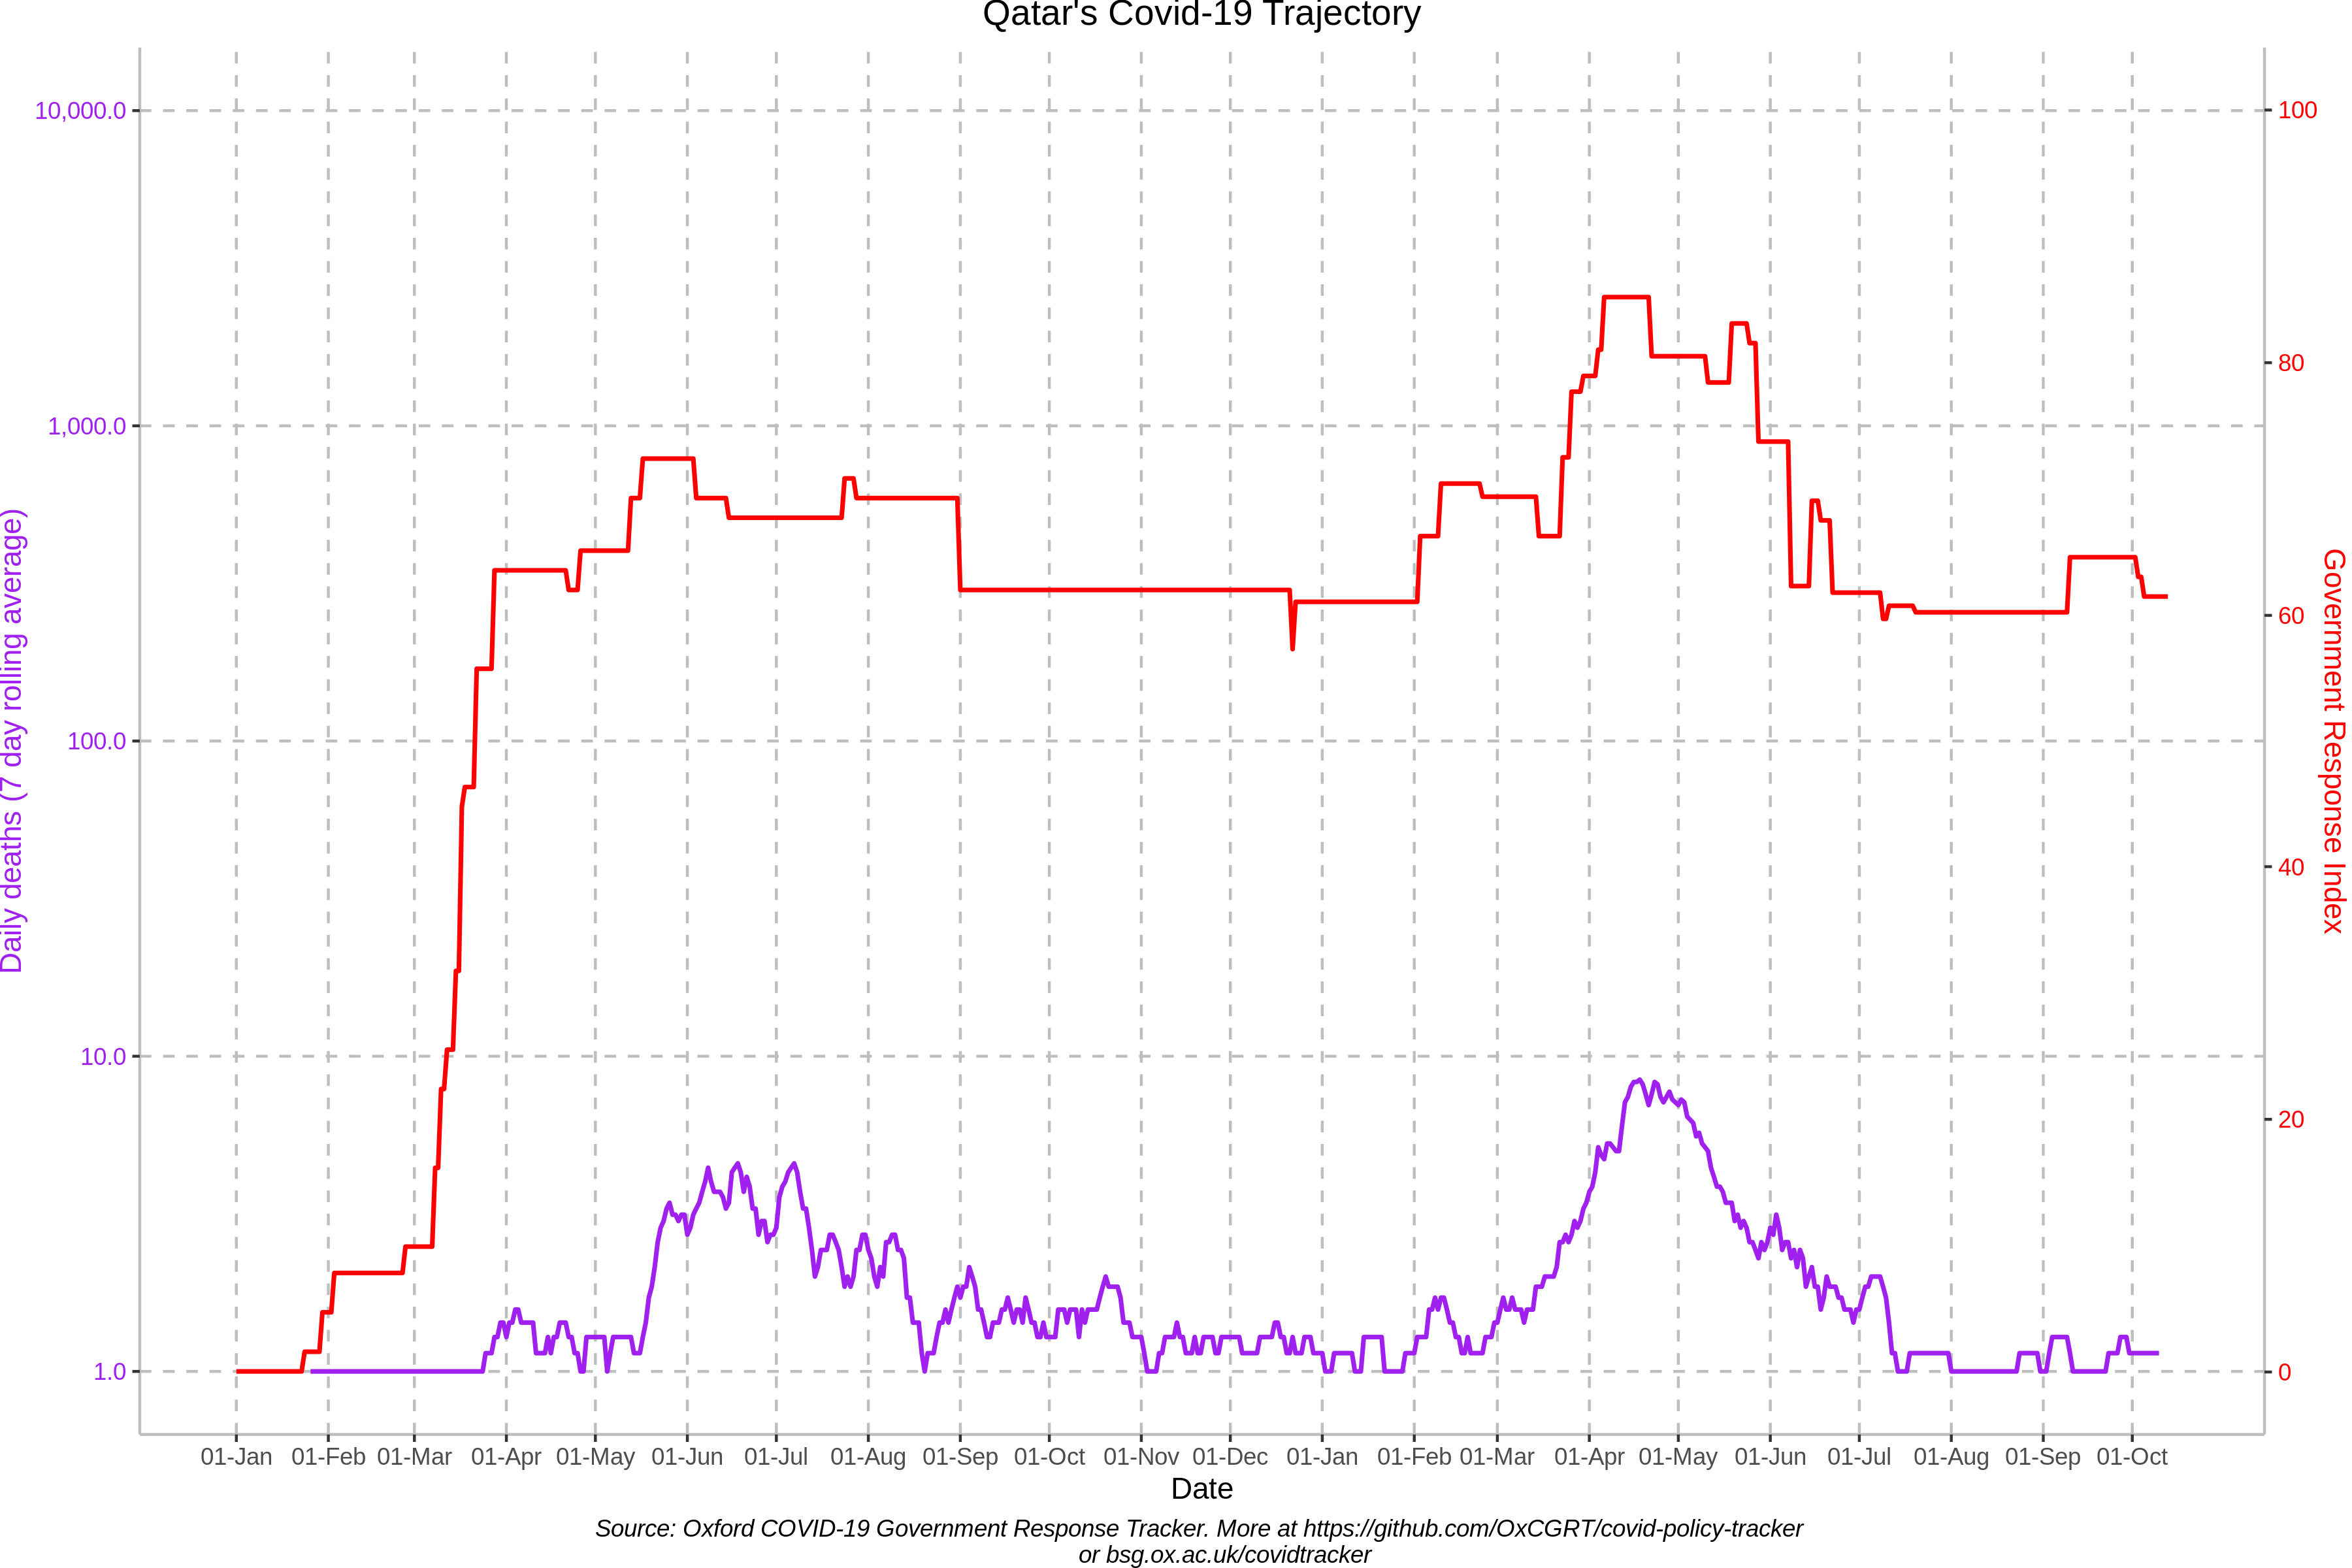 Qatar's Covid-19 Trajectory
10,000.0
1,000.0
100.0
10.0
1.0
Daily deaths (7 day rolling average)
100
80
60
40
20
0
Government Response Index
01-Jan 01-Feb 01-Mar 01-Apr 01-May 01-Jun 01-Jul 01-Aug 01-Sep 01-Oct 01-Nov 01-Dec 01-Jan 01-Feb 01-Mar 01-Apr 01-May 01-Jun 01-Jul 01-Aug 01-Sep 01-Oct
Date
Source: Oxford COVID-19 Government Response Tracker. More at https://github.com/OxCGRT/covid-policy-tracker
or bsg.ox.ac.uk/covidtracker